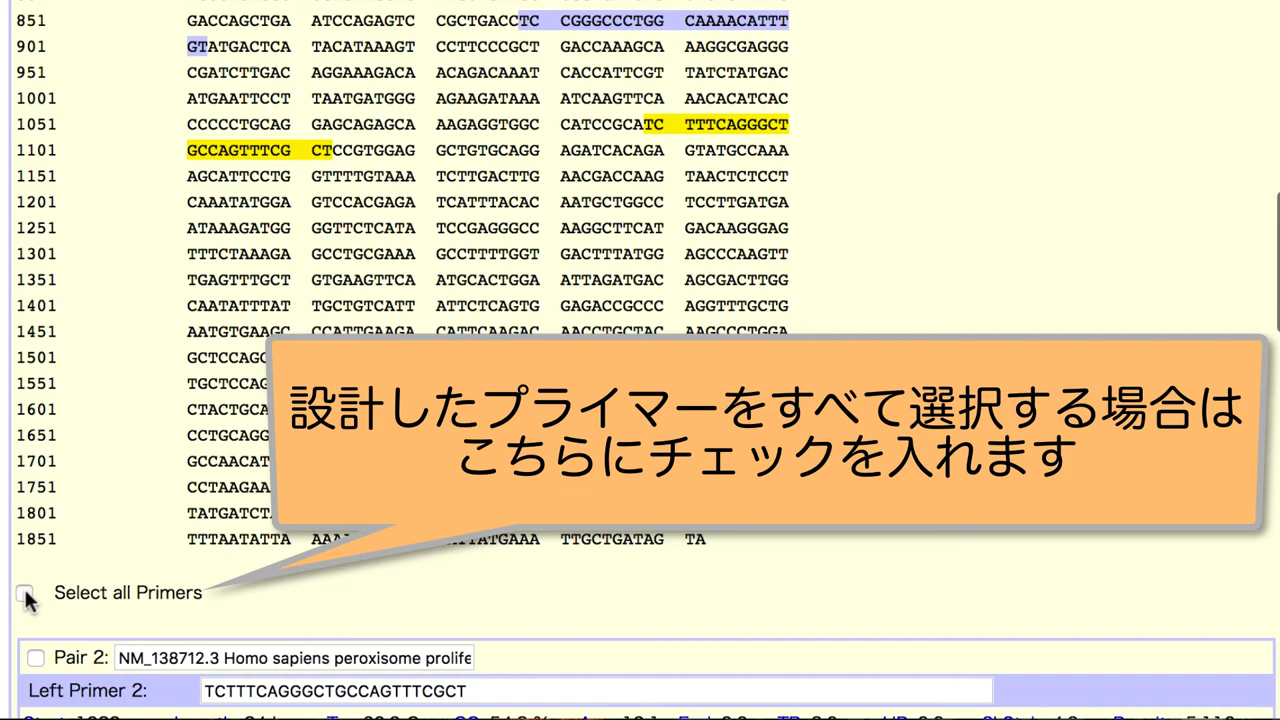 851 GACCAGCTGA ATCCAGAGTC CGCTGACCTC CGGGCCCTGG CAAAACATTT
901 GTATGACTCA TACATAAAGT CCTTCCCGCT GACCAAAGCA AAGGCGAGGG
951 CGATCTTGAC AGGAAAGACA ACAGACAAAT CACCATTCGT TATCTATGAC
1001 ATGAATTCCT TAATGATGGG AGAAGATAAA ATCAAGTTCA AACACATCAC
1051 CCCCCTGCAG GAGCAGAGCA AAGAGGTGGC CATCCGCATC TTTCAGGGCT
1101 GCCAGTTTCG CTCCGTGGAG GCTGTGCAGG AGATCACAGA GTATGCCAAA
1151 AGCATTCCTG GTTTTGTAAA TCTTGACTTG AACGACCAAG TAACTCTCCT
1201 CAAATATGGA GTCCACGAGA TCATTTACAC AATGCTGGCC TCCTTGATGA
1251 ATAAAGATGG GGTTCTCATA TCCGAGGGCC AAGGCTTCAT GACAAGGGAG
1301 TTTCTAAAGA GCCTGCGAAA GCCTTTTGGT GACTTTATGG AGCCCAAGTT
1351 TGAGTTTGCT GTGAAGTTCA ATGCACTGGA ATTAGATGAC AGCGACTTGG
1401 CAATATTTAT TGCTGTCATT ATTCTCAGTG GAGACCGCCC AGGTTTGCTG
1451 AATGTGAAGC CCATTGAAGA CATTCAAGAC AACCTGCTAC AAGCCCTGGA
1501 GCTCCAGC
1551 TGCTCCAG
1601 CTACTGCA
1651 CCTGCAGG
1701 GCCAACAT
1751 CCTAAGAA
1801 TATGATCT
1851 TTTAATATTA TTGCTGATAG TA
設計したプライマーをすべて選択する場合は
こちらにチェックを入れます
Select all Primers
Pair 2: NM_138712.3 Homo sapiens peroxisome prolife
Left Primer 2: TCTTTCAGGGCTGCCAGTTTCGCT